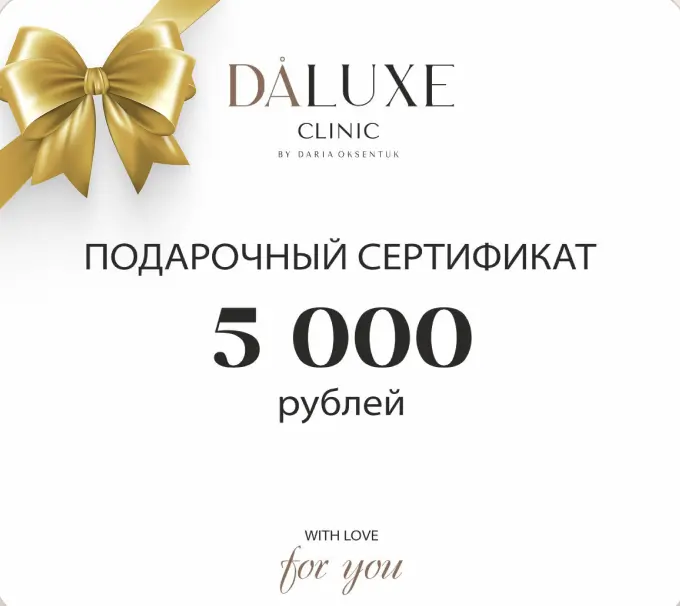 DÅLUXE
CLINIC
BY DARIA OKSENTUK
ПОДАРОЧНЫЙ СЕРТИФИКАТ
5 000
рублей
WITH LOVE
for you